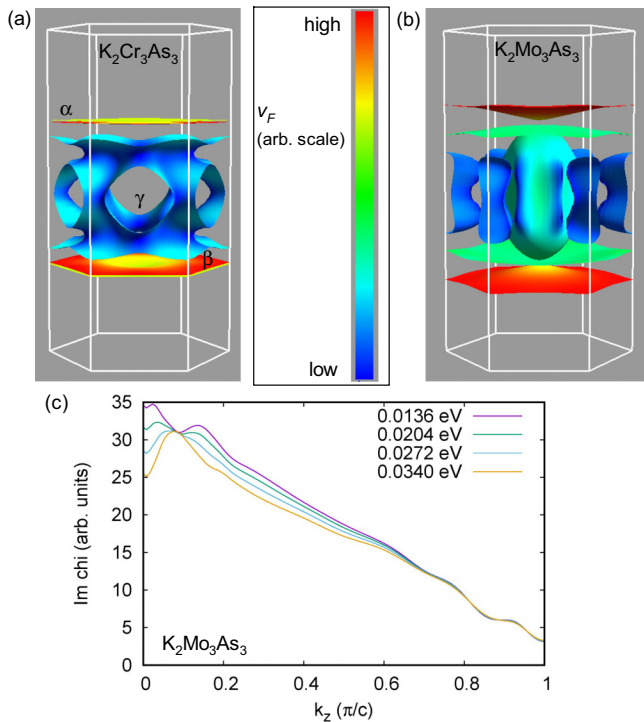 (a)
K₂Cr₃As₃
α
γ
β
high
v_F
(arb. scale)
low
(b)
K₂Mo₃As₃
(c)
35
30
25
20
15
10
5
0
Im chi (arb. units)
0.0136 eV
0.0204 eV
0.0272 eV
0.0340 eV
K₂Mo₃As₃
0 0.2 0.4 0.6 0.8 1
k_z (π/c)